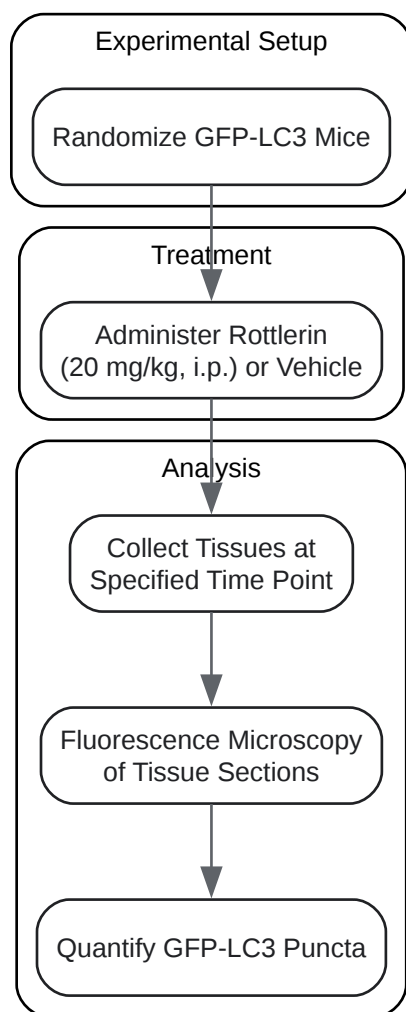 Experimental Setup
Randomize GFP-LC3 Mice
Treatment
Administer Rottlerin
(20 mg/kg, i.p.) or Vehicle
Analysis
Collect Tissues at
Specified Time Point
Fluorescence Microscopy
of Tissue Sections
Quantify GFP-LC3 Puncta